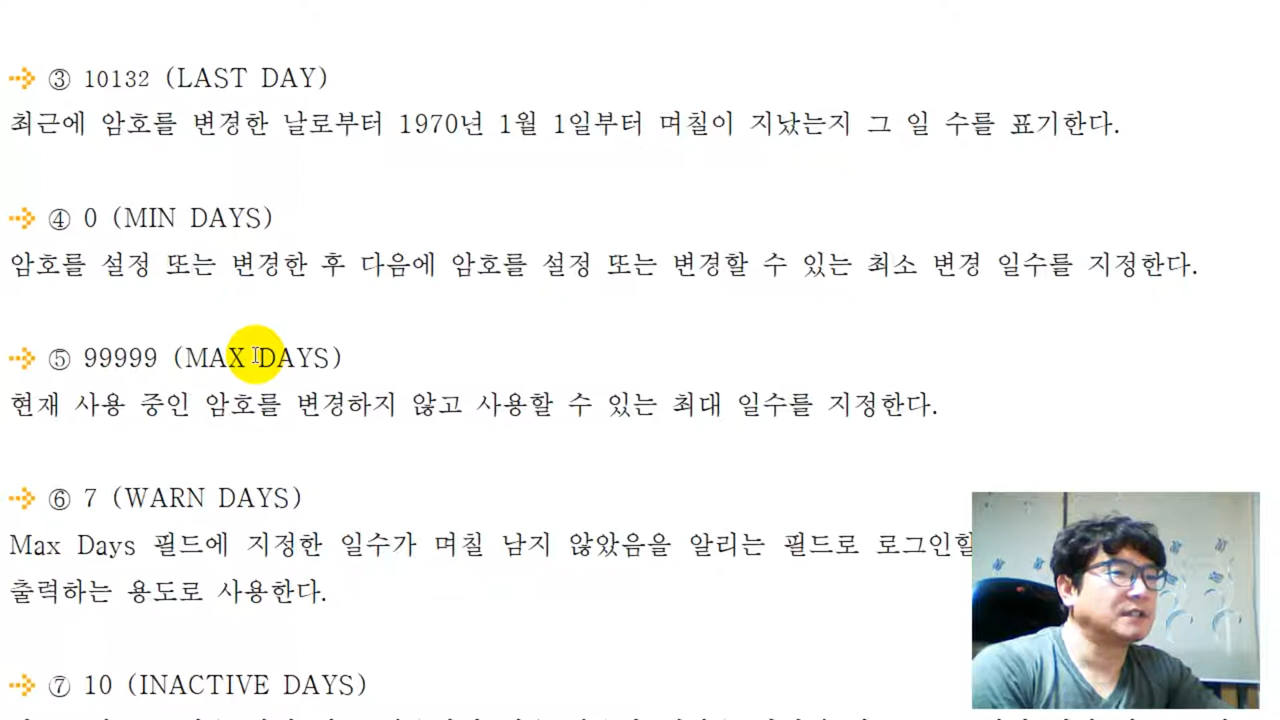 ③ 10132 (LAST DAY)
최근에 암호를 변경한 날로부터 1970년 1월 1일부터 며칠이 지났는지 그 일 수를 표기한다.
④ 0 (MIN DAYS)
암호를 설정 또는 변경한 후 다음에 암호를 설정 또는 변경할 수 있는 최소 변경 일수를 지정한다.
⑤ 99999 (MAX DAYS)
현재 사용 중인 암호를 변경하지 않고 사용할 수 있는 최대 일수를 지정한다.
⑥ 7 (WARN DAYS)
Max Days 필드에 지정한 일수가 며칠 남지 않았음을 알리는 필드로 로그인할
출력하는 용도로 사용한다.
⑦ 10 (INACTIVE DAYS)